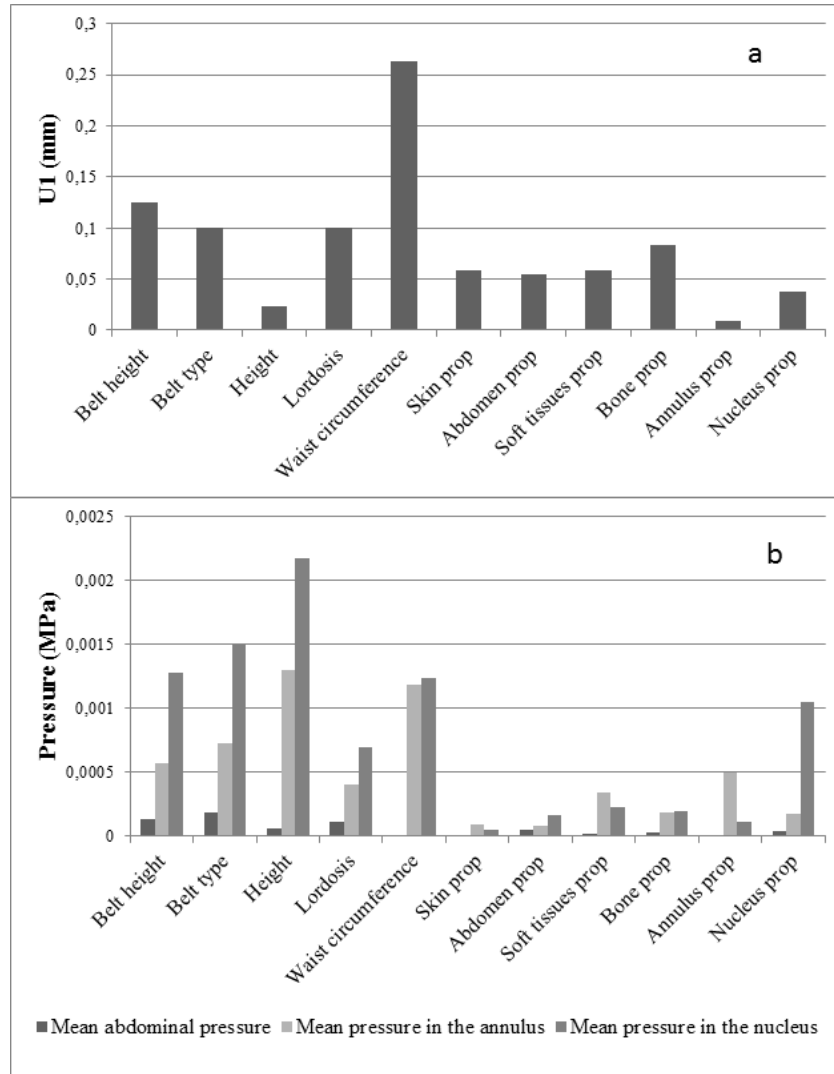 a
U1 (mm)
0,3
0,25
0,2
0,15
0,1
0,05
0
Belt height
Belt type
Height
Lordosis
Waist circumference
Skin prop
Abdomen prop
Soft tissues prop
Bone prop
Annulus prop
Nucleus prop
b
Pressure (MPa)
0,0025
0,002
0,0015
0,001
0,0005
0
Belt height
Belt type
Height
Lordosis
Waist circumference
Skin prop
Abdomen prop
Soft tissues prop
Bone prop
Annulus prop
Nucleus prop
Mean abdominal pressure Mean pressure in the annulus Mean pressure in the nucleus